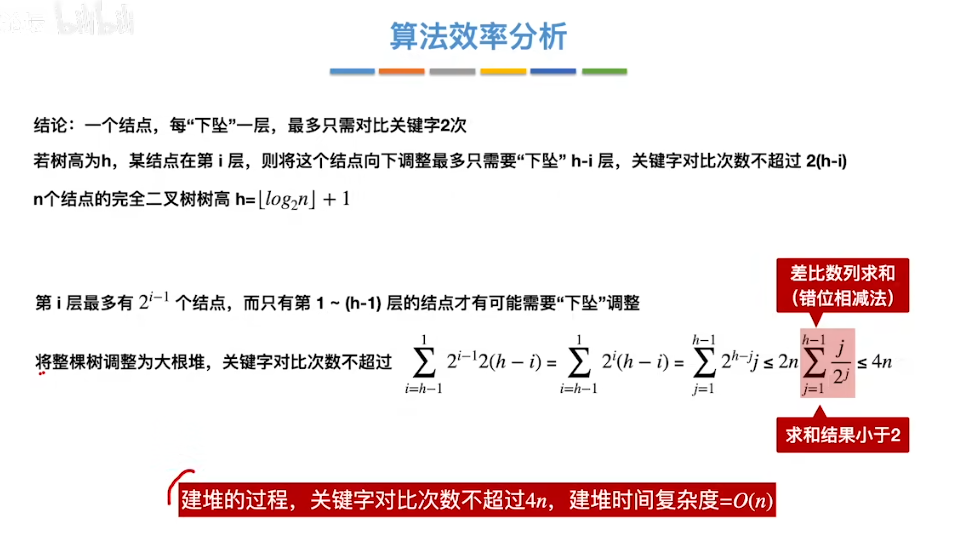 算法效率分析
结论：一个结点，每“下坠”一层，最多只需对比关键字2次
若树高为h，某结点在第 i 层，则将这个结点向下调整最多只需要“下坠” h-i 层，关键字对比次数不超过 2(h-i)
n个结点的完全二叉树树高 h=⌊log₂n⌋ + 1
差比数列求和
（错位相减法）
第 i 层最多有 2^{i−1} 个结点，而只有第 1 ~ (h-1) 层的结点才有可能需要“下坠”调整
将整棵树调整为大根堆，关键字对比次数不超过 \sum_{i=h−1}^{1} 2^{i−1}2(h − i) = \sum_{i=h−1}^{1} 2^{i}(h − i) = \sum_{j=1}^{h−1} 2^{h−j}j ≤ 2n \sum_{j=1}^{h−1} \frac{j}{2^{j}} ≤ 4n
求和结果小于2
建堆的过程，关键字对比次数不超过4n，建堆时间复杂度=O(n)